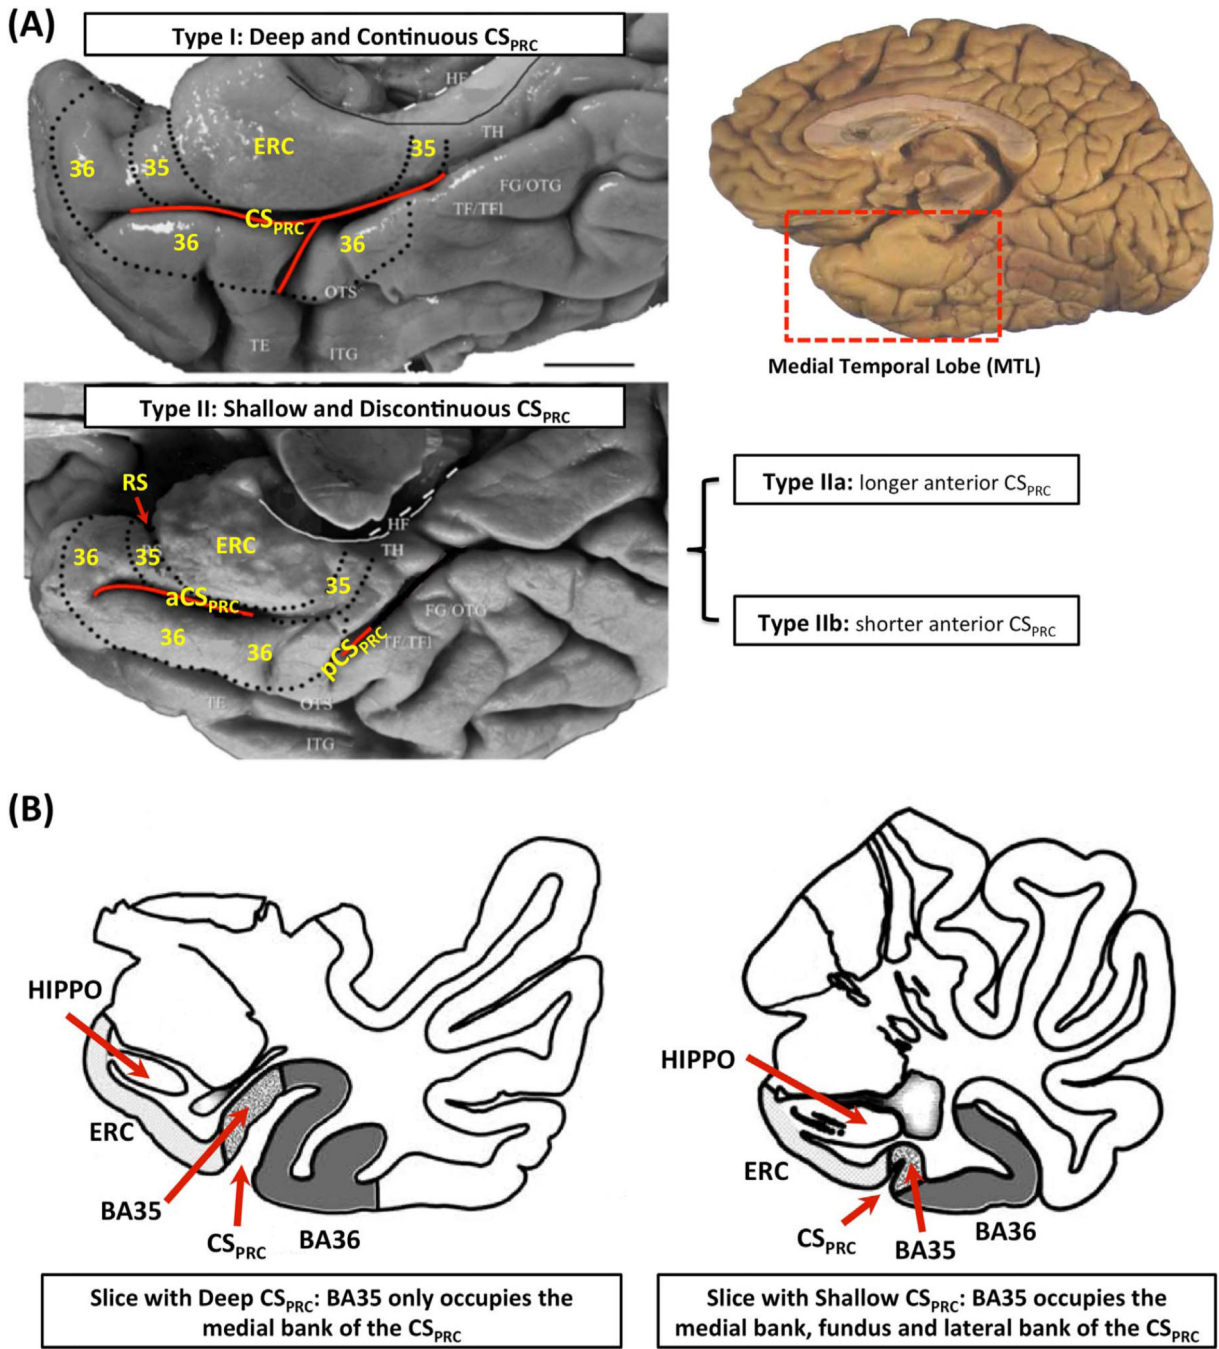 (A)
Type I: Deep and Continuous CSPRC
HF
TH
35
ERC
36
35
FG/OTG
CSPRC
TF/TFl
36
36
OTS
TE
ITG
Medial Temporal Lobe (MTL)
Type II: Shallow and Discontinuous CSPRC
RS
Type IIa: longer anterior CSPRC
HF
ERC
36
35
TH
35
aCSPRC
FG/OTG
36
36
pCSPRC
TF/TFl
Type IIb: shorter anterior CSPRC
TE
OTS
ITG
(B)
HIPPO
ERC
BA35
CSPRC
BA36
HIPPO
ERC
CSPRC
BA35
BA36
Slice with Deep CSPRC: BA35 only occupies the
medial bank of the CSPRC
Slice with Shallow CSPRC: BA35 occupies the
medial bank, fundus and lateral bank of the CSPRC